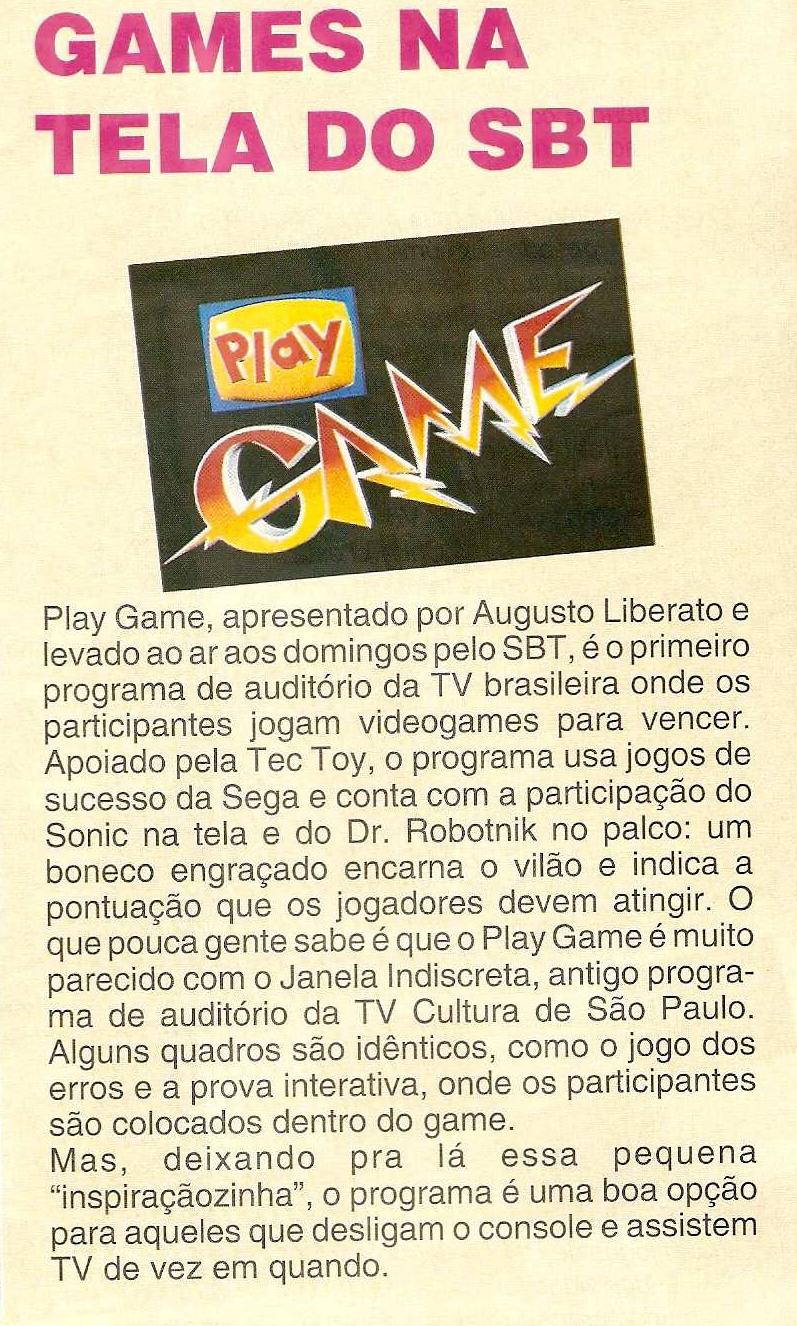 GAMES NA
TELA DO SBT
Play
GAME
Play Game, apresentado por Augusto Liberato e
levado ao ar aos domingos pelo SBT, é o primeiro
programa de auditório da TV brasileira onde os
participantes jogam videogames para vencer.
Apoiado pela Tec Toy, o programa usa jogos de
sucesso da Sega e conta com a participação do
Sonic na tela e do Dr. Robotnik no palco: um
boneco engraçado encarna o vilão e indica a
pontuação que os jogadores devem atingir. O
que pouca gente sabe é que o Play Game é muito
parecido com o Janela Indiscreta, antigo progra-
ma de auditório da TV Cultura de São Paulo.
Alguns quadros são idênticos, como o jogo dos
erros e a prova interativa, onde os participantes
são colocados dentro do game.
Mas, deixando pra lá essa pequena
“inspiraçãozinha”, o programa é uma boa opção
para aqueles que desligam o console e assistem
TV de vez em quando.